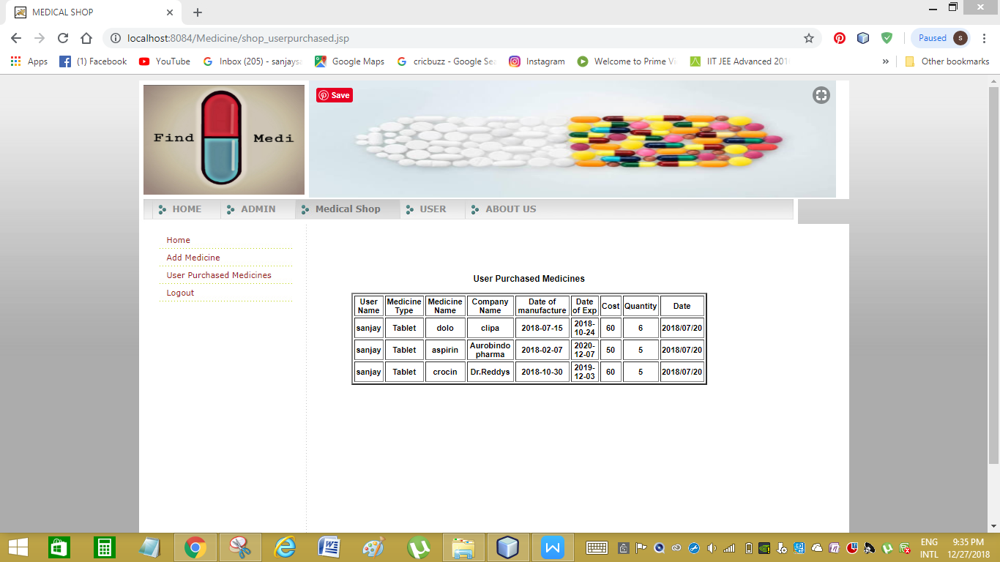 MEDICAL SHOP
localhost:8084/Medicine/shop_userpurchased.jsp
Paused S
Apps (1) Facebook YouTube Inbox (205) - sanjaysa Google Maps cricbuzz - Google Sea Instagram Welcome to Prime Vi IIT JEE Advanced 201 » Other bookmarks
Save
Find Medi
HOME ADMIN Medical Shop USER ABOUT US
Home
Add Medicine
User Purchased Medicines
Logout
User Purchased Medicines
User Name Medicine Type Medicine Name Company Name Date of manufacture Date of Exp Cost Quantity Date
sanjay Tablet dolo clipa 2018-07-15 2018-10-24 60 6 2018/07/20
sanjay Tablet aspirin Aurobindo pharma 2018-02-07 2020-12-07 50 5 2018/07/20
sanjay Tablet crocin Dr.Reddys 2018-10-30 2019-12-03 60 5 2018/07/20
ENG 9:35 PM
INTL 12/27/2018